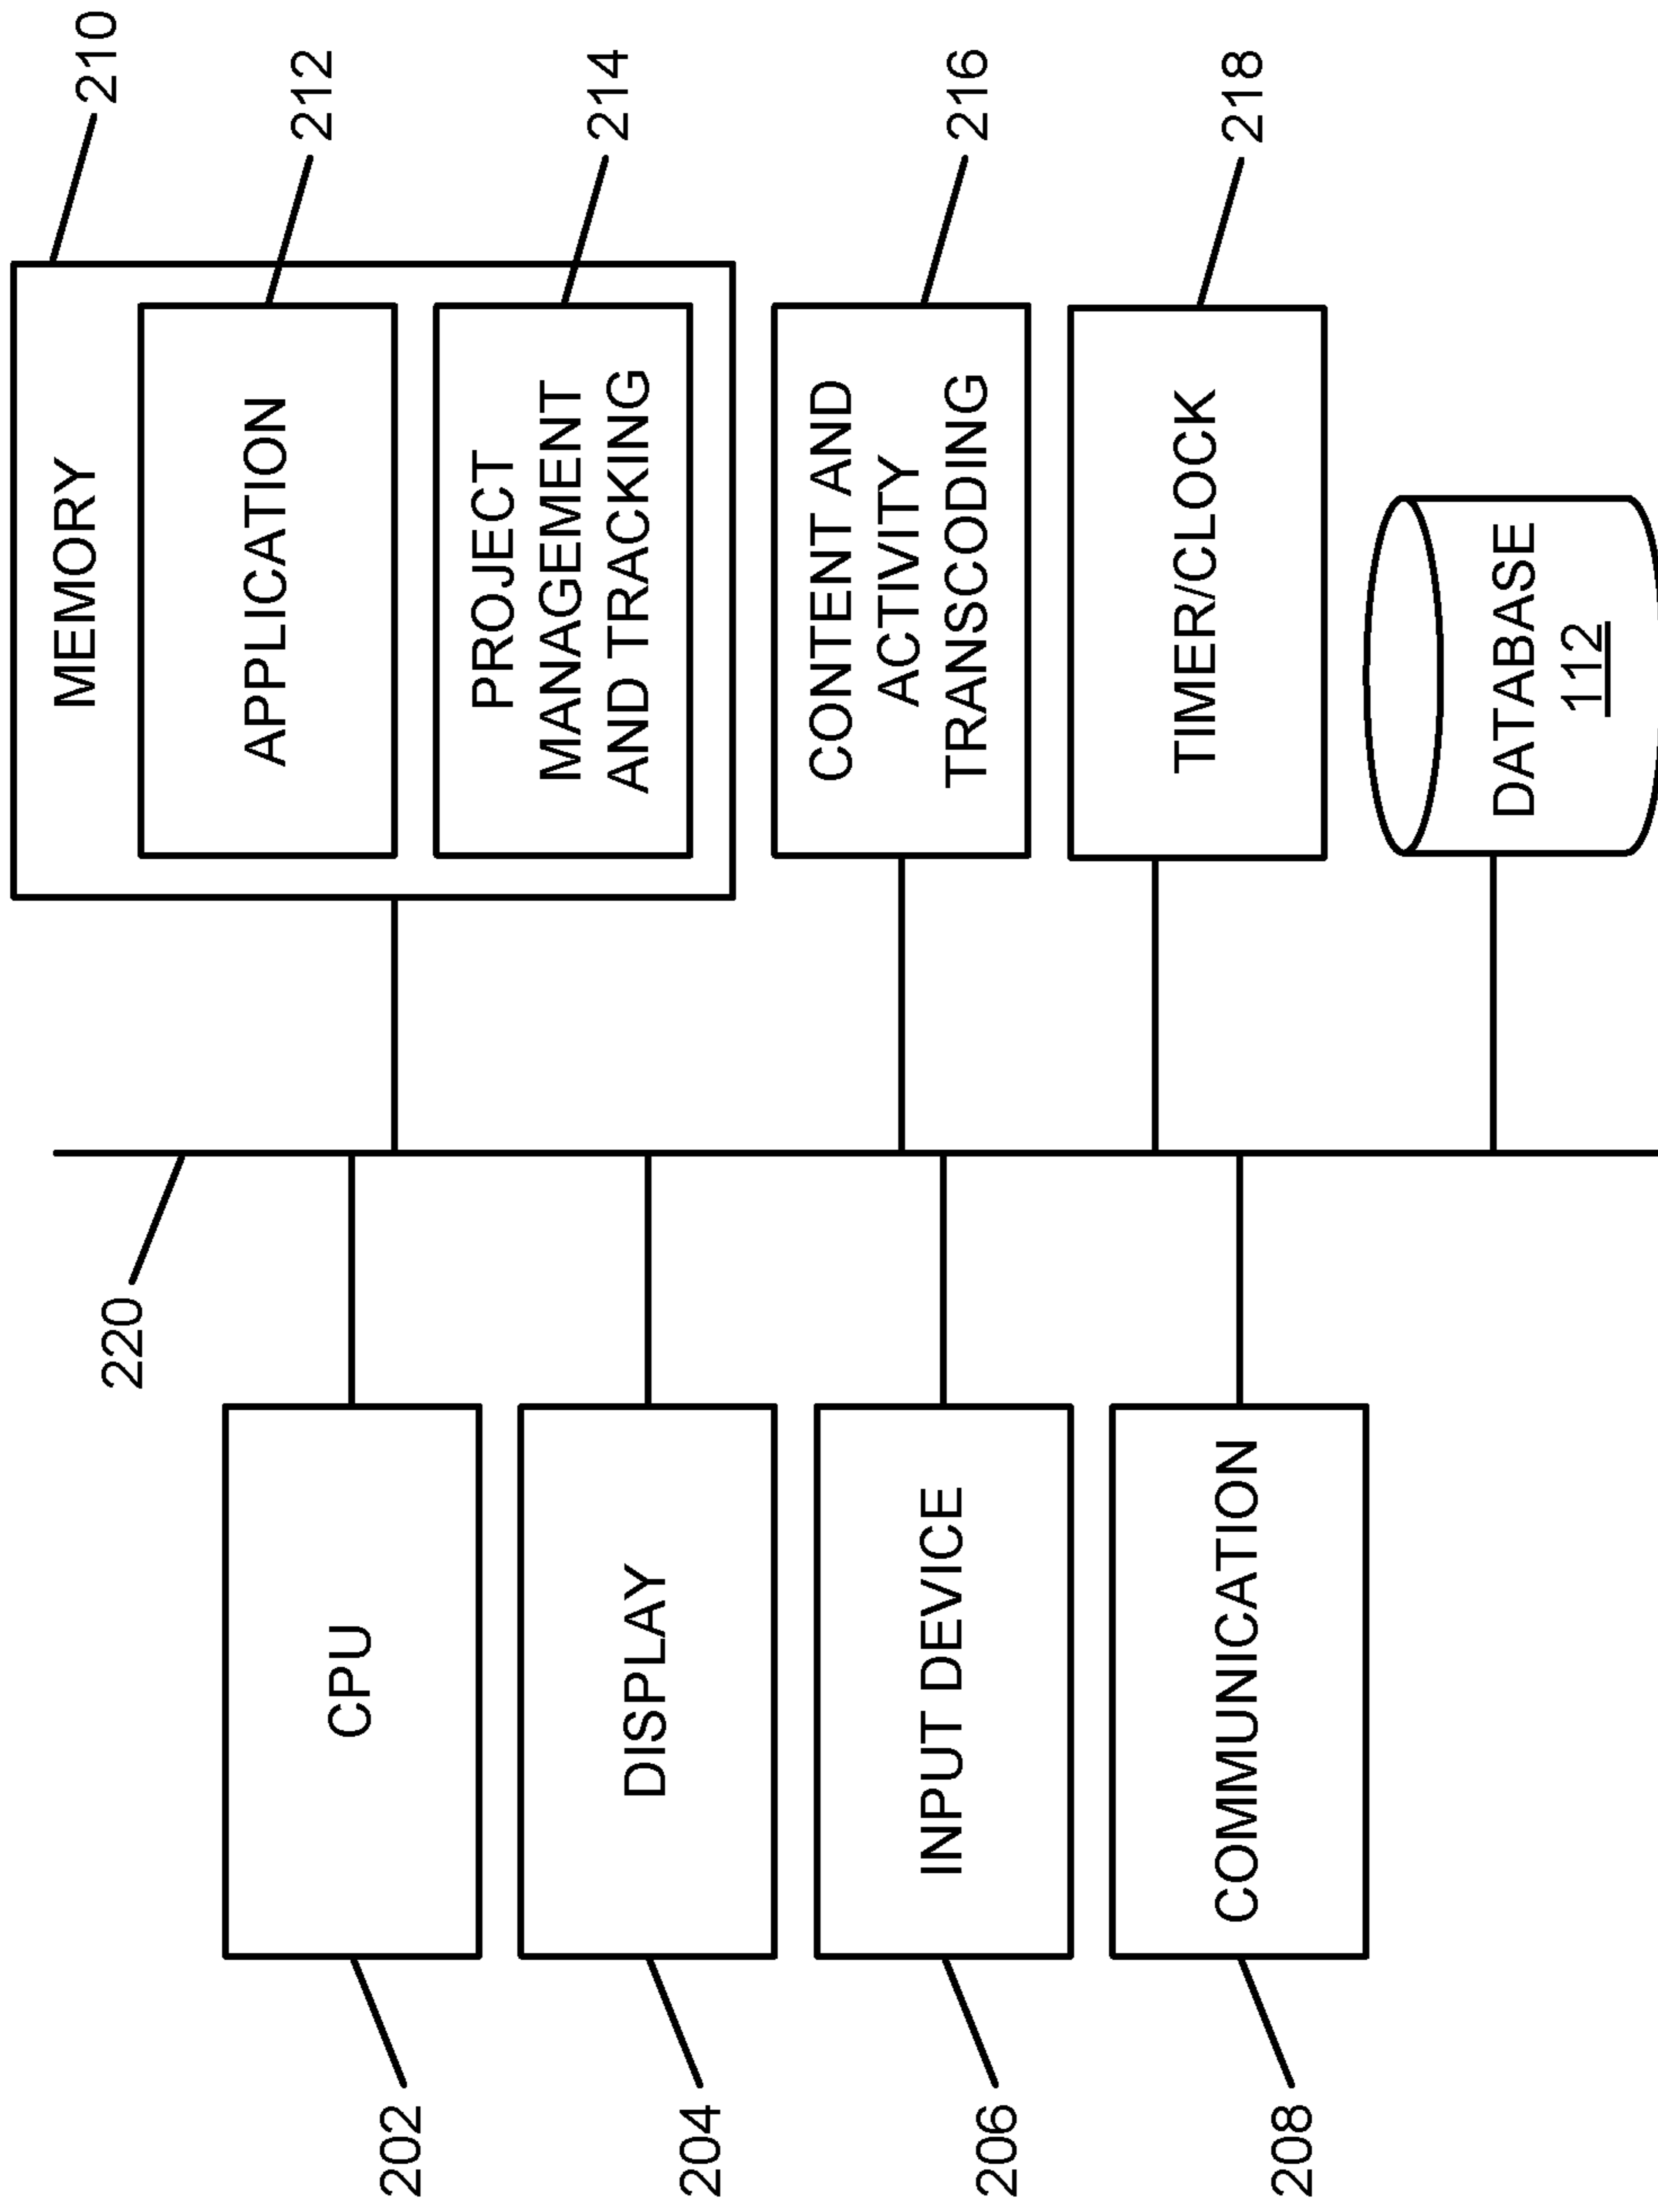 220
202
CPU
204
DISPLAY
206
INPUT DEVICE
208
COMMUNICATION
MEMORY
210
APPLICATION
212
PROJECT
MANAGEMENT
AND TRACKING
214
CONTENT AND
ACTIVITY
TRANSCODING
216
TIMER/CLOCK
218
DATABASE
112